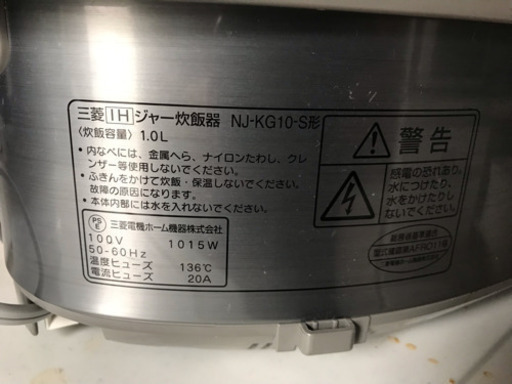 三菱IHジャー炊飯器 NJ-KG10-S形
〈炊飯容量〉1.0L
・内なべには、金属へら、ナイロンたわし、クレ
ンザー等使用しないでください。
・ふきんをかけて炊飯・保温しないでください。
故障の原因になります。
・本体内部には水を入れないでください。
PS
E 三菱電機ホーム機器株式会社
100V 1015W
50-60Hz
温度ヒューズ 136℃
電流ヒューズ 20A
警告
感電の恐れあり。
水につけたり、
水をかけたり
しないでください。